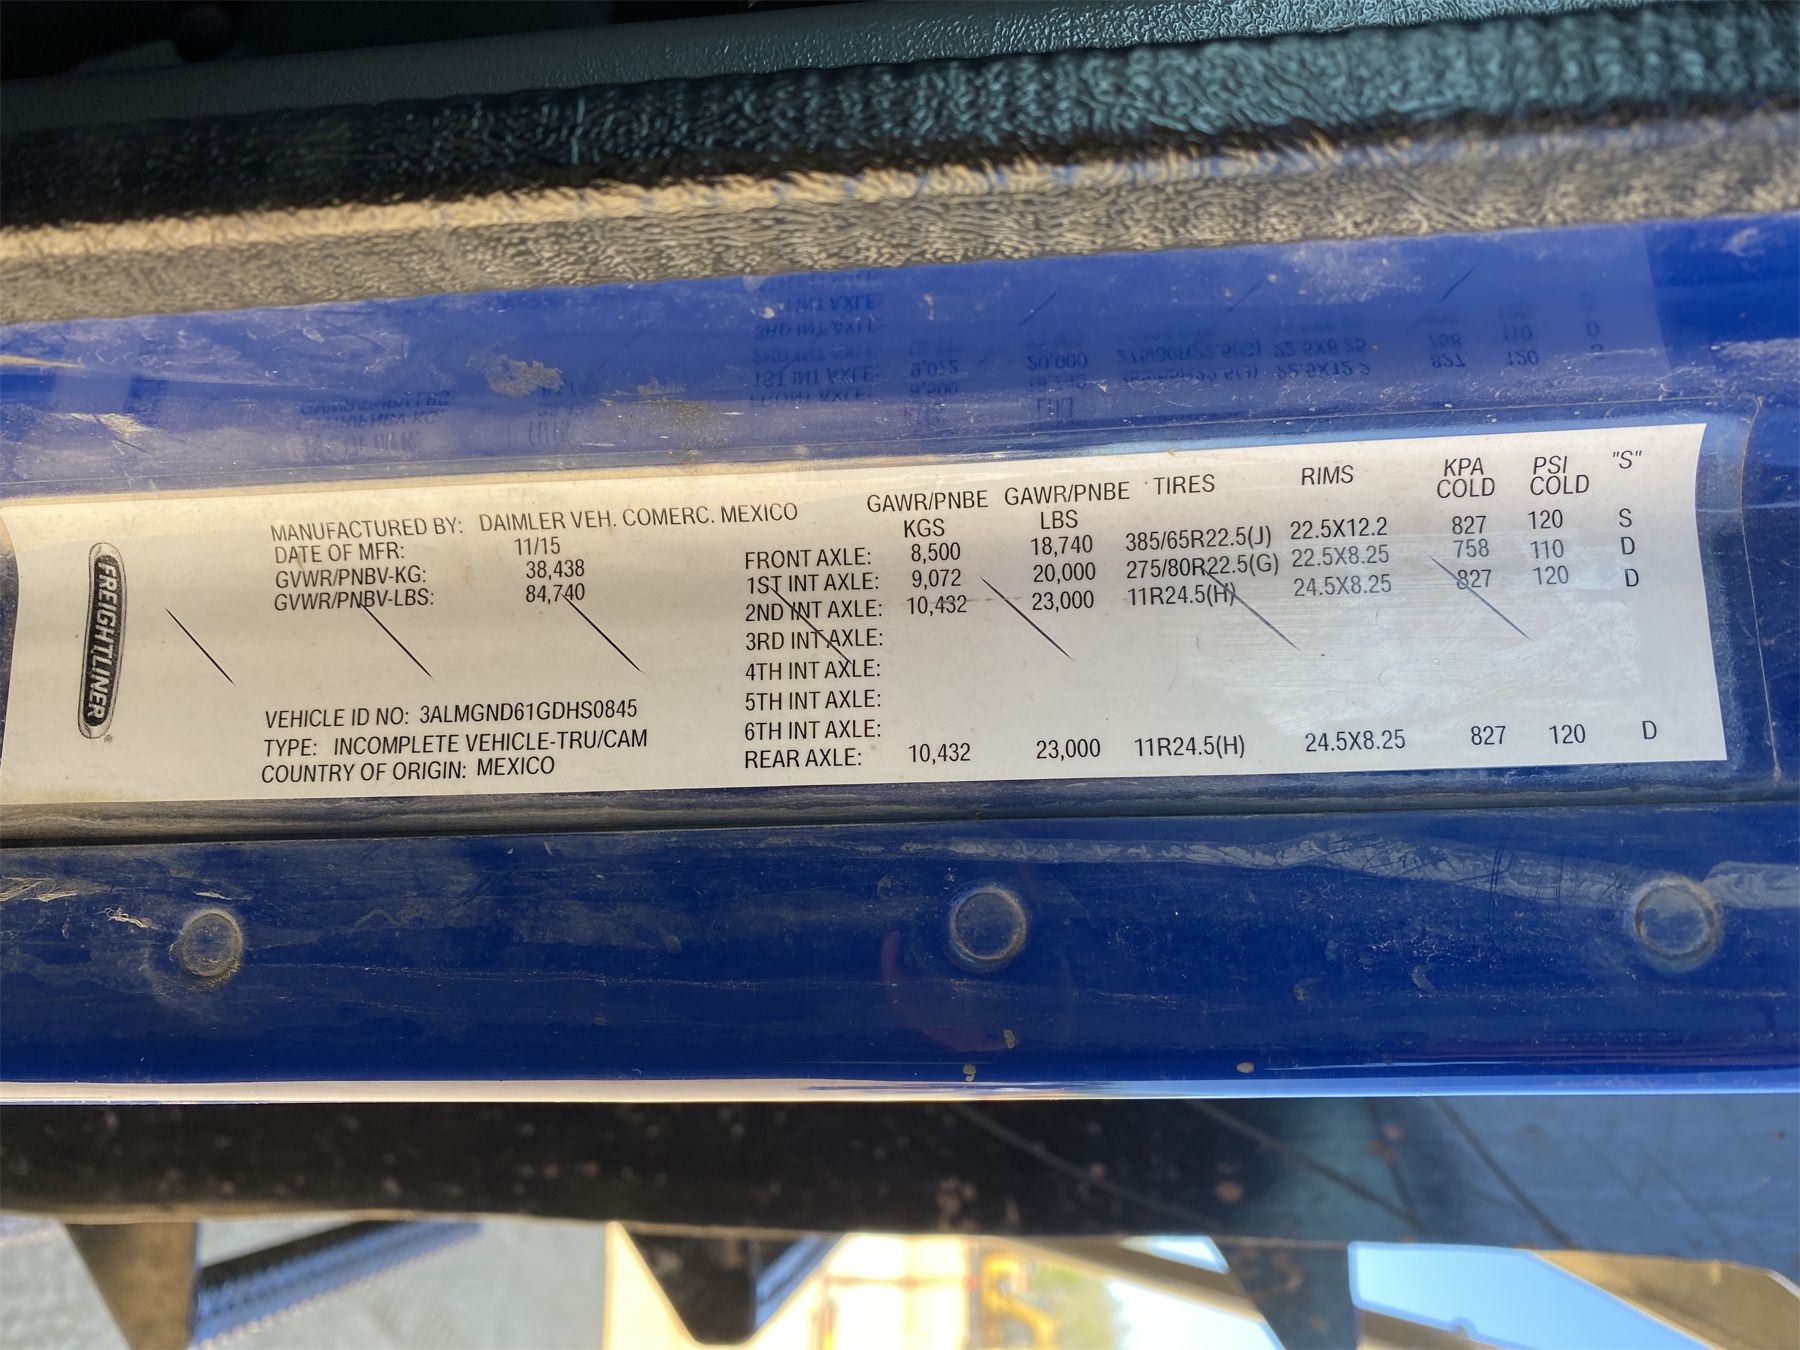 FREIGHTLINER
MANUFACTURED BY: DAIMLER VEH. COMERC. MEXICO
DATE OF MFR: 11/15
GVWR/PNBV-KG: 38,438
GVWR/PNBV-LBS: 84,740
VEHICLE ID NO: 3ALMGND61GDHS0845
TYPE: INCOMPLETE VEHICLE-TRU/CAM
COUNTRY OF ORIGIN: MEXICO
GAWR/PNBE KGS GAWR/PNBE LBS TIRES RIMS KPA COLD PSI COLD "S"
FRONT AXLE: 8,500 18,740 385/65R22.5(J) 22.5X12.2 827 120 S
1ST INT AXLE: 9,072 20,000 275/80R22.5(G) 22.5X8.25 758 110 D
2ND INT AXLE: 10,432 23,000 11R24.5(H) 24.5X8.25 827 120 D
3RD INT AXLE:
4TH INT AXLE:
5TH INT AXLE:
6TH INT AXLE:
REAR AXLE: 10,432 23,000 11R24.5(H) 24.5X8.25 827 120 D